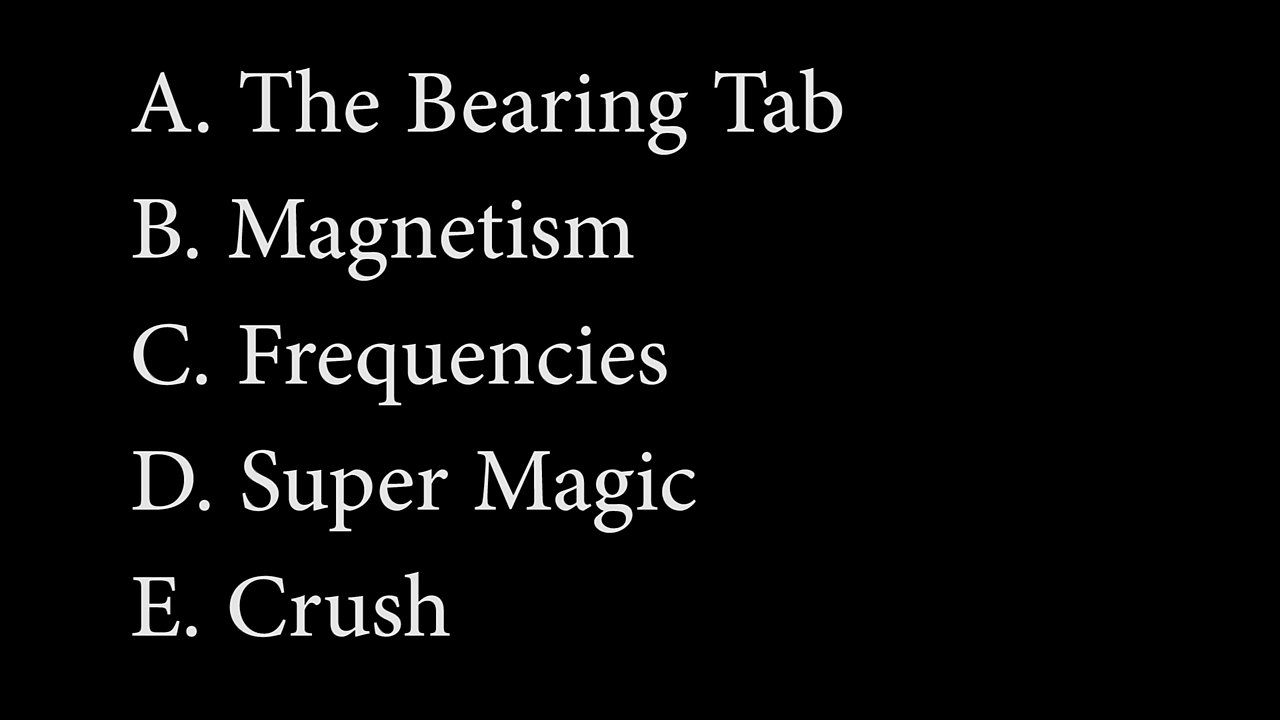 A. The Bearing Tab
B. Magnetism
C. Frequencies
D. Super Magic
E. Crush